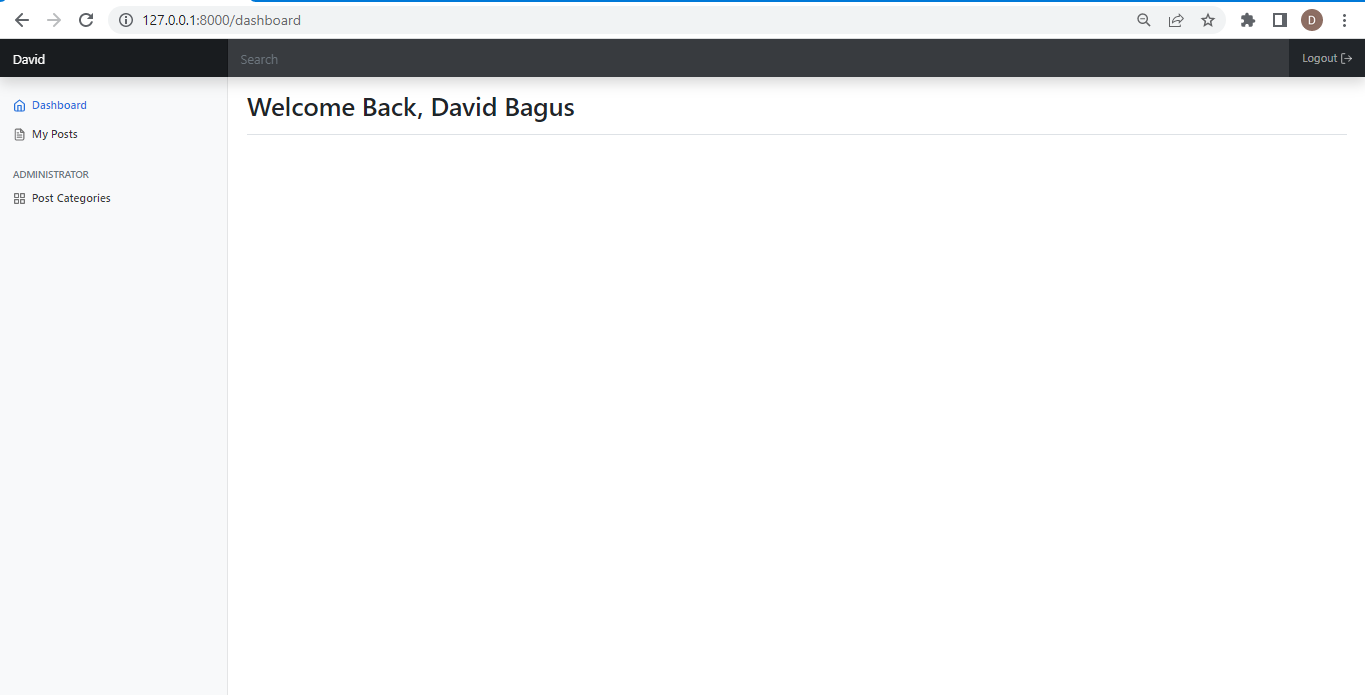 127.0.0.1:8000/dashboard
D
David
Search
Logout
Dashboard
My Posts
ADMINISTRATOR
Post Categories
Welcome Back, David Bagus